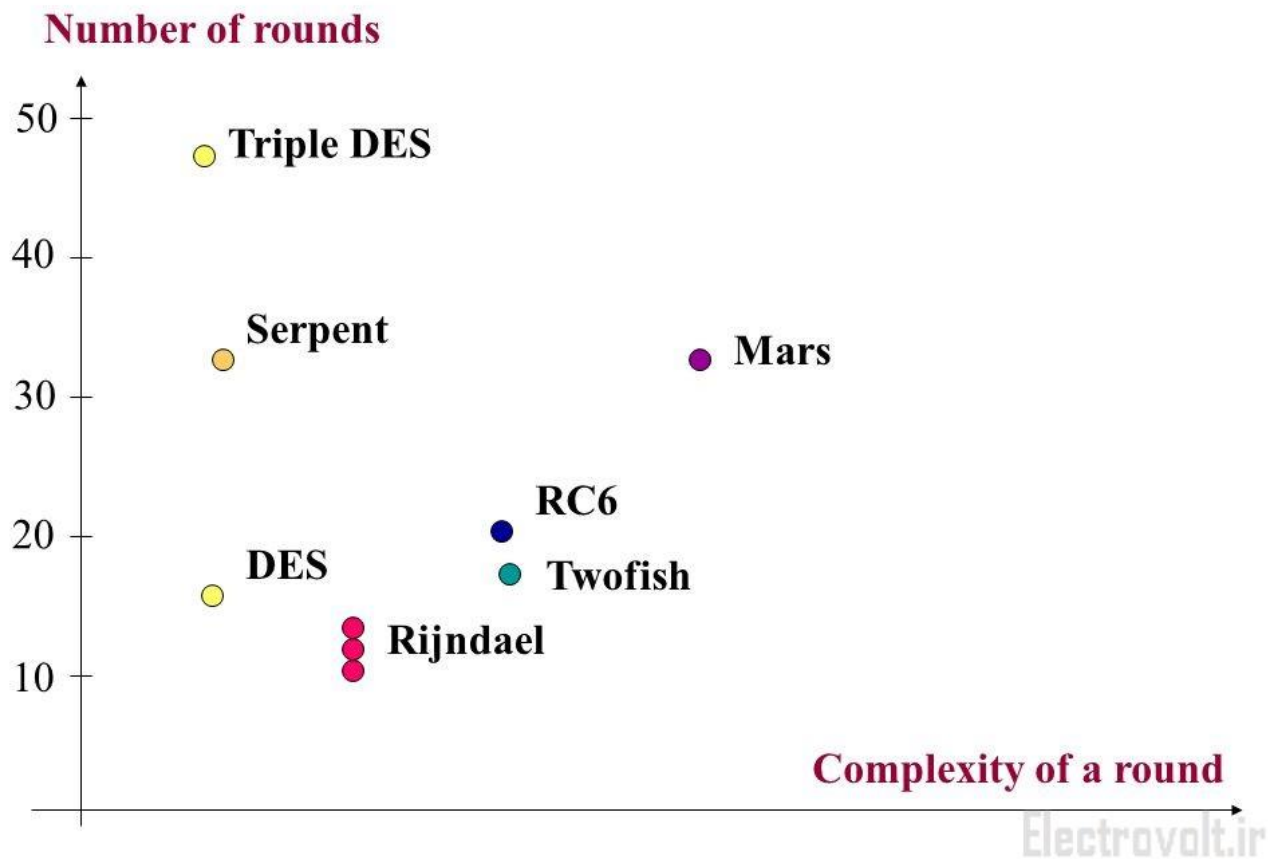 Number of rounds
50
Triple DES
40
Serpent
Mars
30
RC6
20
DES
Twofish
Rijndael
10
Complexity of a round
Electrovolt.ir